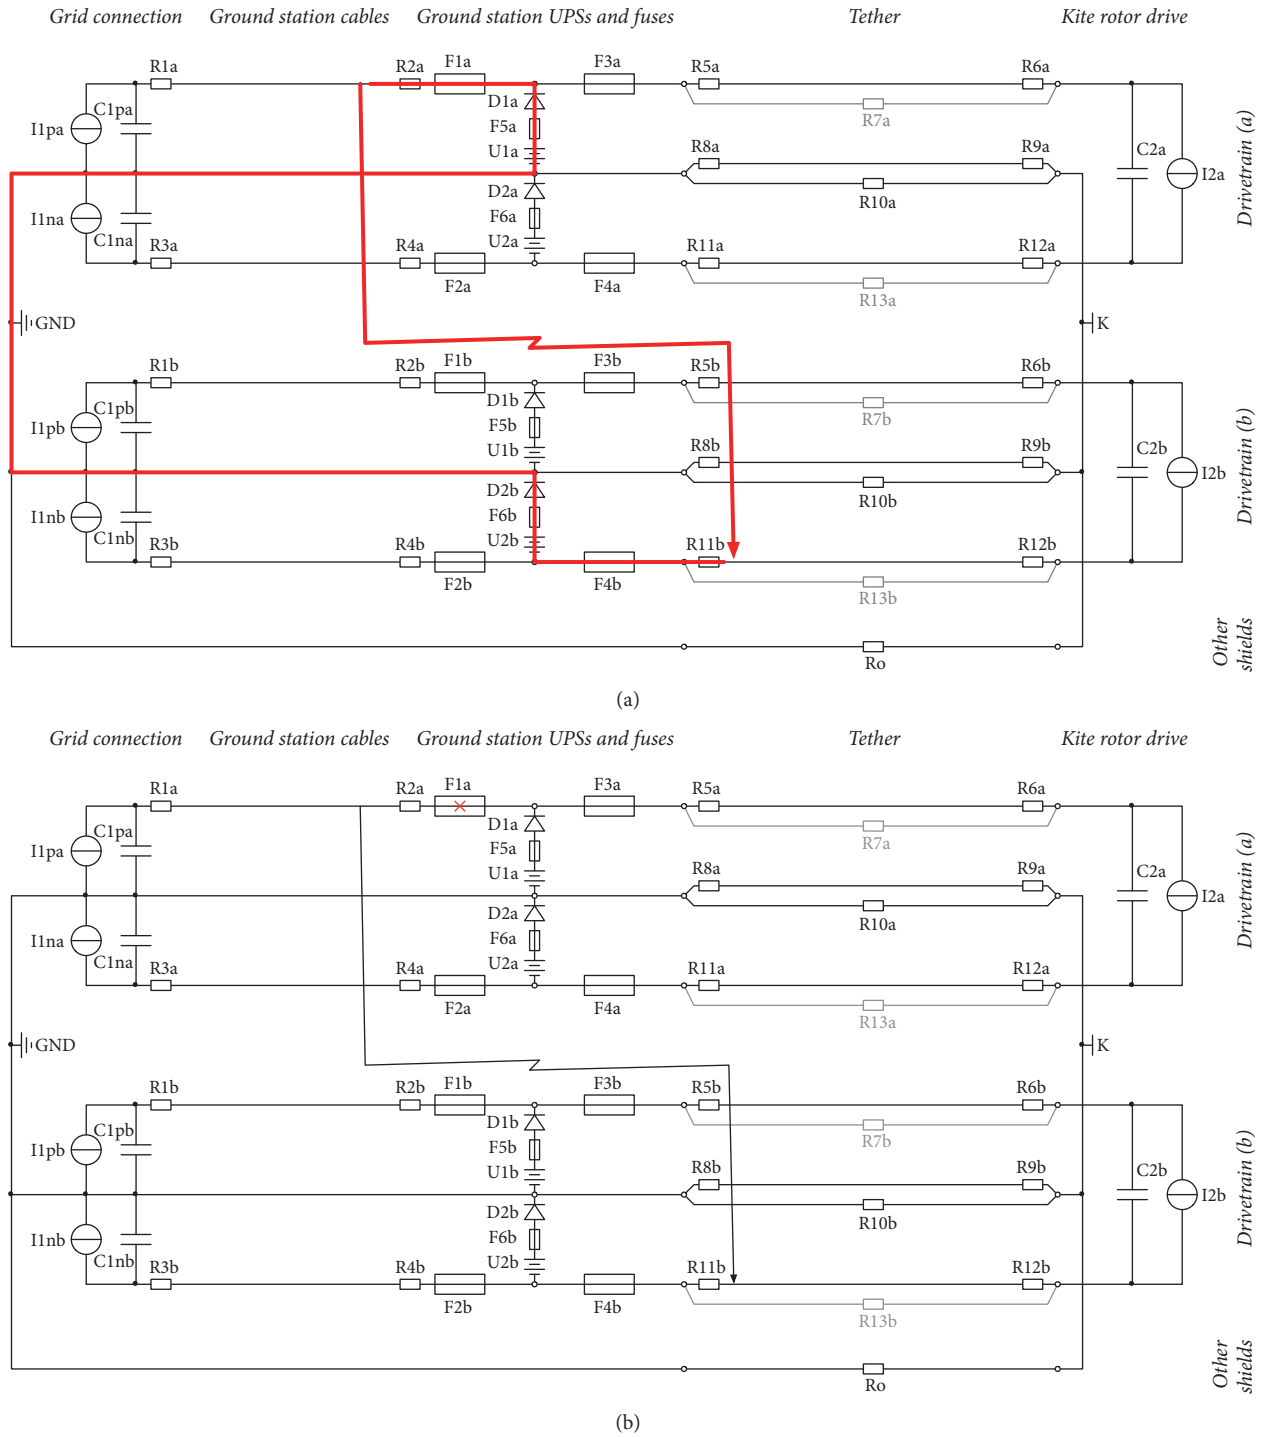 Grid connection Ground station cables Ground station UPSs and fuses Tether Kite rotor drive
R1a R2a F1a F3a R5a R6a
C1pa D1a R7a
I1pa F5a
U1a R8a R9a C2a
D2a R10a I2a
I1na F6a
C1na R3a R4a U2a R11a R12a
F2a F4a R13a
Drivetrain (a)
GND K
R1b R2b F1b F3b R5b R6b
C1pb D1b R7b
I1pb F5b
U1b R8b R9b C2b
D2b R10b I2b
I1nb F6b
C1nb R3b R4b U2b R11b R12b
F2b F4b R13b
Drivetrain (b)
Ro
Other
shields
(a)
Grid connection Ground station cables Ground station UPSs and fuses Tether Kite rotor drive
R1a R2a F1a F3a R5a R6a
C1pa D1a R7a
I1pa F5a
U1a R8a R9a C2a
D2a R10a I2a
I1na F6a
C1na R3a R4a U2a R11a R12a
F2a F4a R13a
Drivetrain (a)
GND K
R1b R2b F1b F3b R5b R6b
C1pb D1b R7b
I1pb F5b
U1b R8b R9b C2b
D2b R10b I2b
I1nb F6b
C1nb R3b R4b U2b R11b R12b
F2b F4b R13b
Drivetrain (b)
Ro
Other
shields
(b)